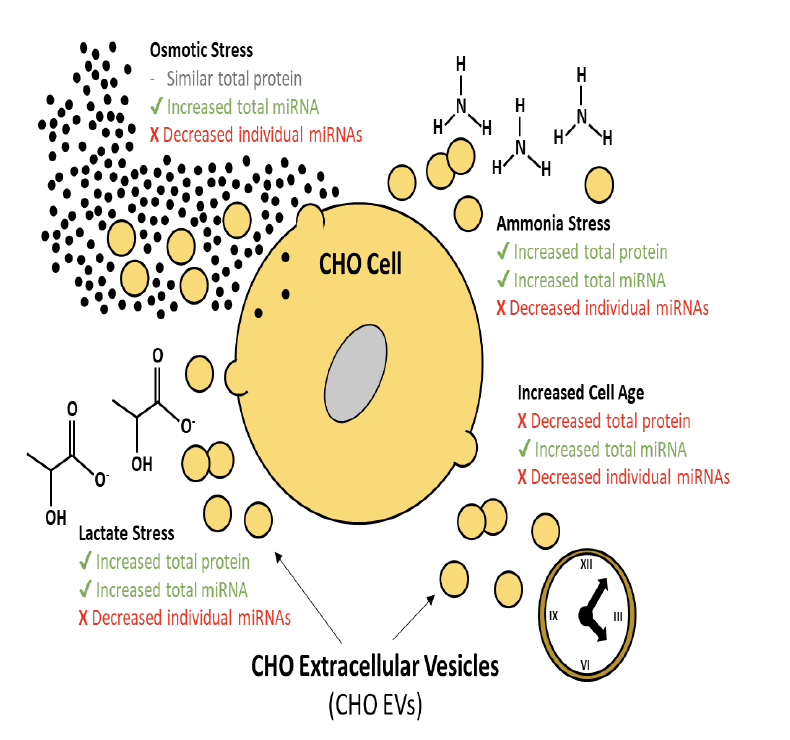 Osmotic Stress
- Similar total protein
✓ Increased total miRNA
X Decreased individual miRNAs
H
N
H H
H
N
H H
H
N
H H
Ammonia Stress
✓ Increased total protein
✓ Increased total miRNA
X Decreased individual miRNAs
CHO Cell
Increased Cell Age
X Decreased total protein
✓ Increased total miRNA
X Decreased individual miRNAs
O
O-
OH
O
O-
OH
Lactate Stress
✓ Increased total protein
✓ Increased total miRNA
X Decreased individual miRNAs
XII
IX III
VI
CHO Extracellular Vesicles
(CHO EVs)